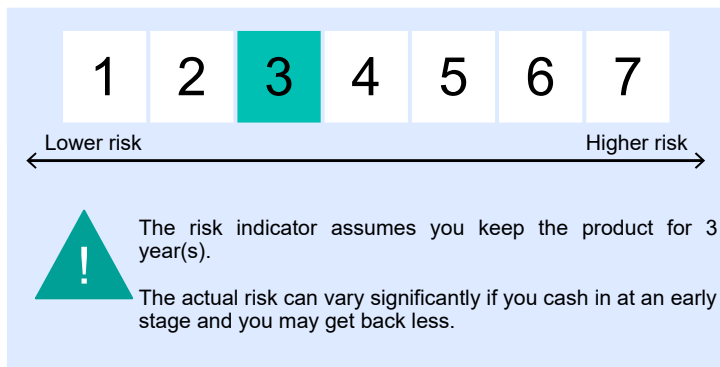 1 2 3 4 5 6 7
Lower risk Higher risk
!
The risk indicator assumes you keep the product for 3
year(s).
The actual risk can vary significantly if you cash in at an early
stage and you may get back less.